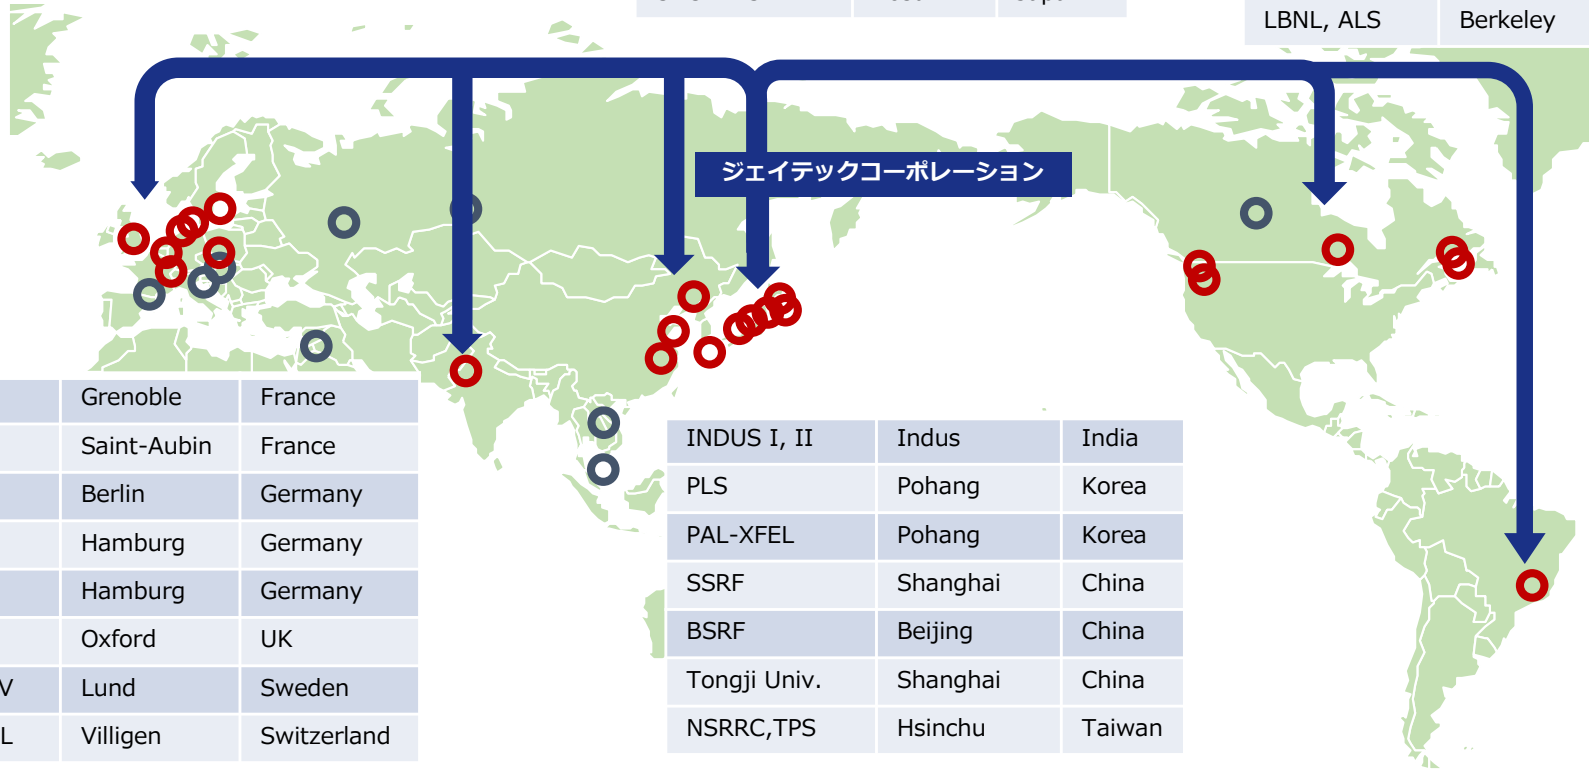 LBNL, ALS Berkeley
ジェイテックコーポレーション
Grenoble France
Saint-Aubin France
Berlin Germany
Hamburg Germany
Hamburg Germany
Oxford UK
V Lund Sweden
L Villigen Switzerland
INDUS I, II Indus India
PLS Pohang Korea
PAL-XFEL Pohang Korea
SSRF Shanghai China
BSRF Beijing China
Tongji Univ. Shanghai China
NSRRC,TPS Hsinchu Taiwan